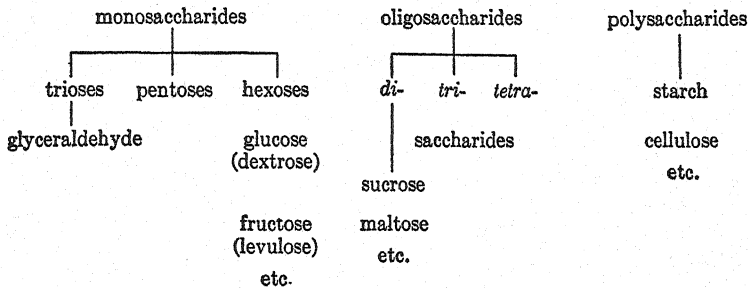 monosaccharides oligosaccharides polysaccharides
trioses pentoses hexoses di- tri- tetra- starch
glyceraldehyde glucose saccharides cellulose
(dextrose) etc.
sucrose
fructose maltose
(levulose) etc.
etc.